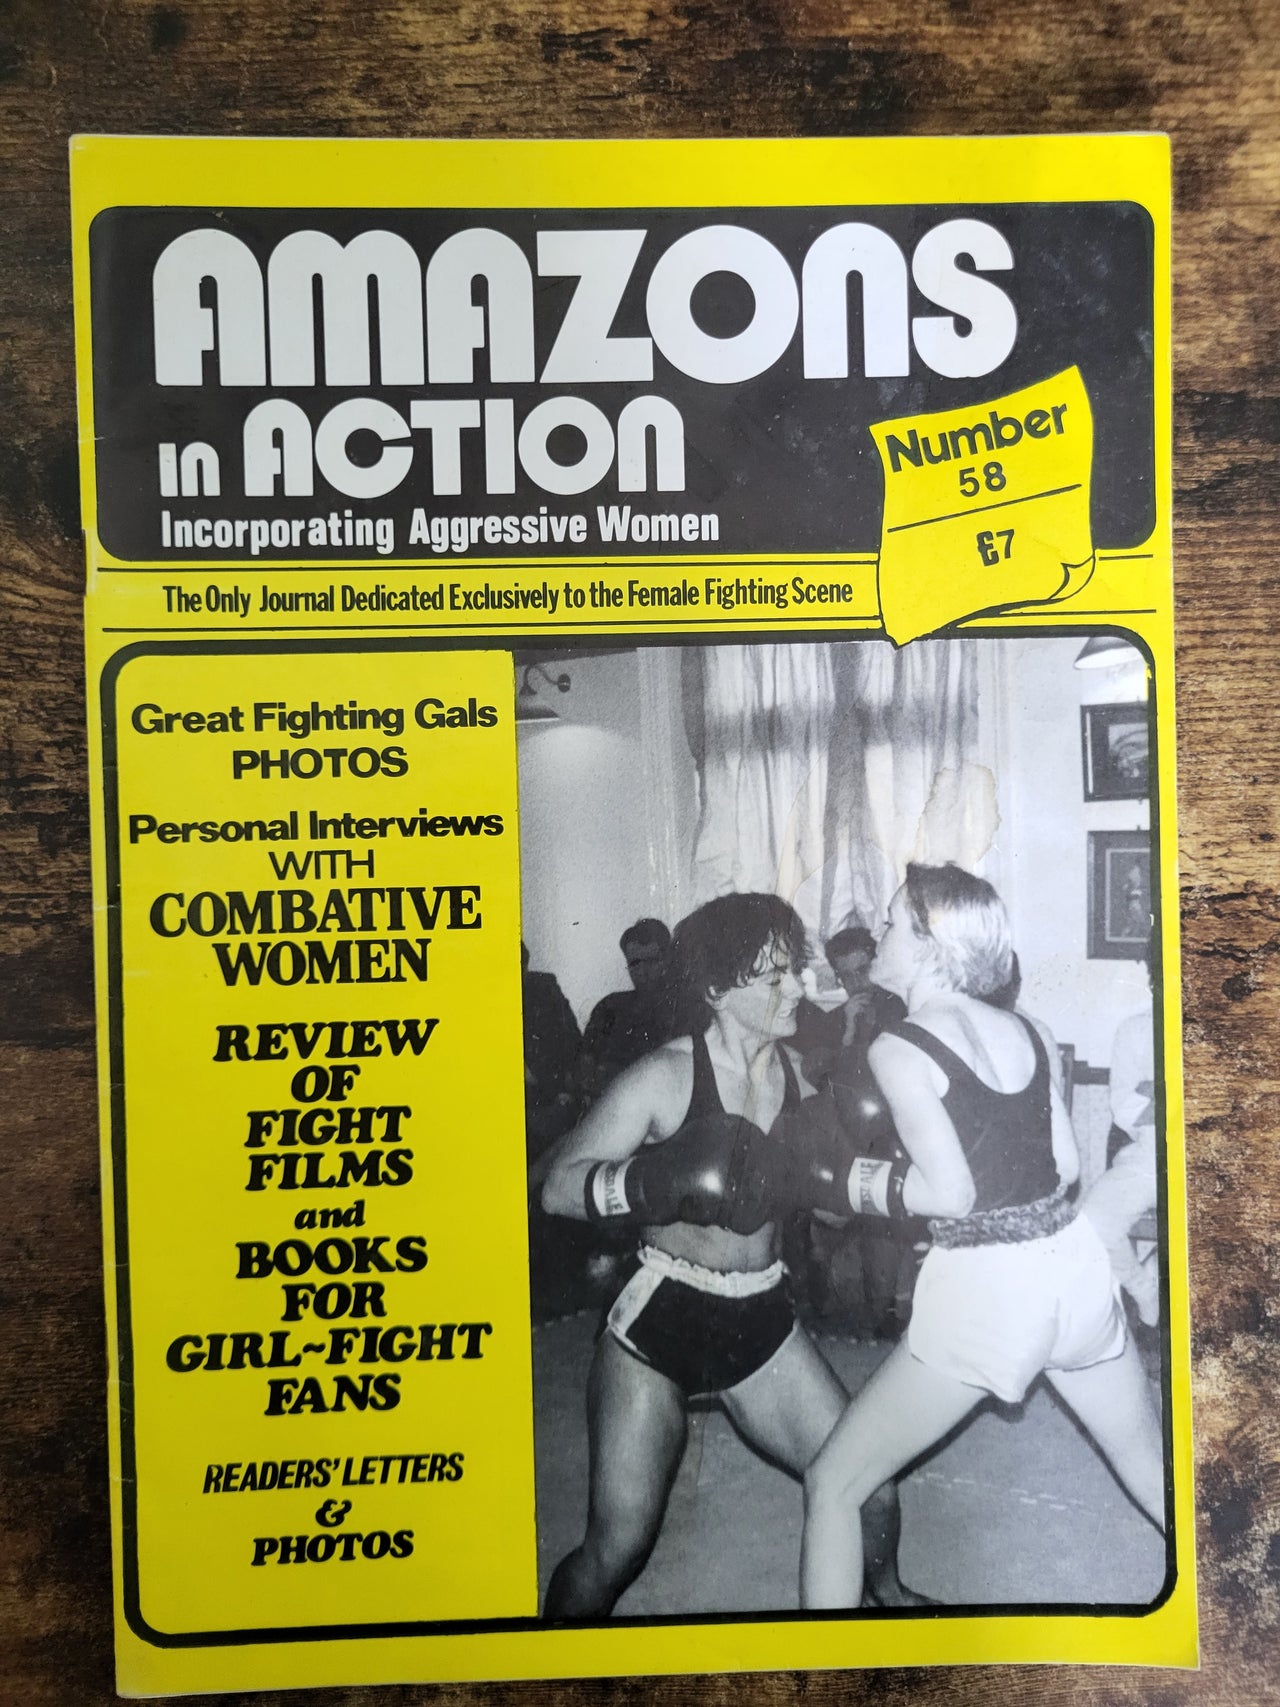 AMAZONS
IN ACTION
Incorporating Aggressive Women
Number
58
£7
The Only Journal Dedicated Exclusively to the Female Fighting Scene
Great Fighting Gals
PHOTOS
Personal Interviews
WITH
COMBATIVE
WOMEN
REVIEW
OF
FIGHT
FILMS
and
BOOKS
FOR
GIRL~FIGHT
FANS
READERS' LETTERS
&
PHOTOS